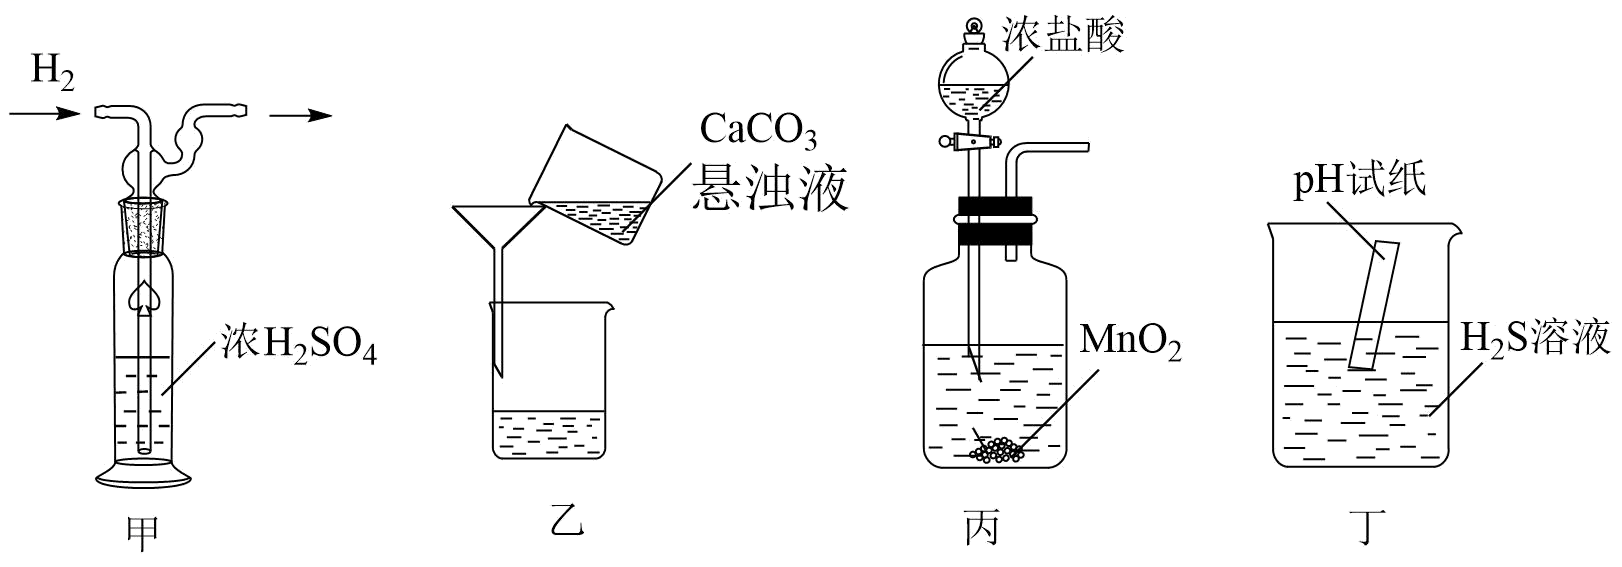 H₂
浓H₂SO₄
甲
CaCO₃
悬浊液
乙
浓盐酸
MnO₂
丙
pH试纸
H₂S溶液
丁